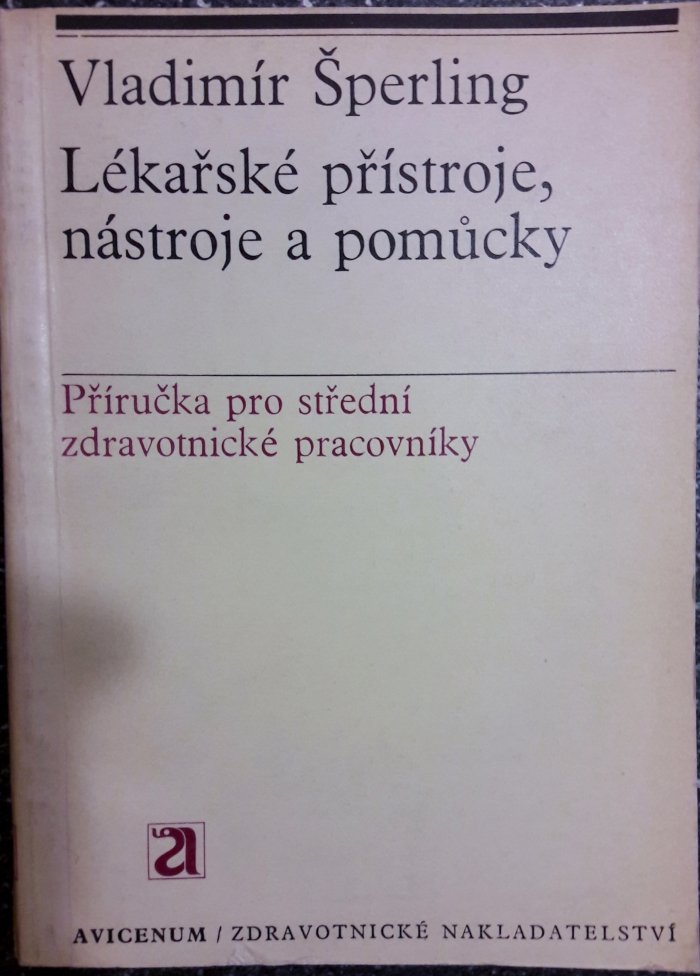 Vladimír Šperling
Lékařské přístroje,
nástroje a pomůcky
Příručka pro střední
zdravotnické pracovníky
a
AVICENUM / ZDRAVOTNICKÉ NAKLADATELSTVÍ